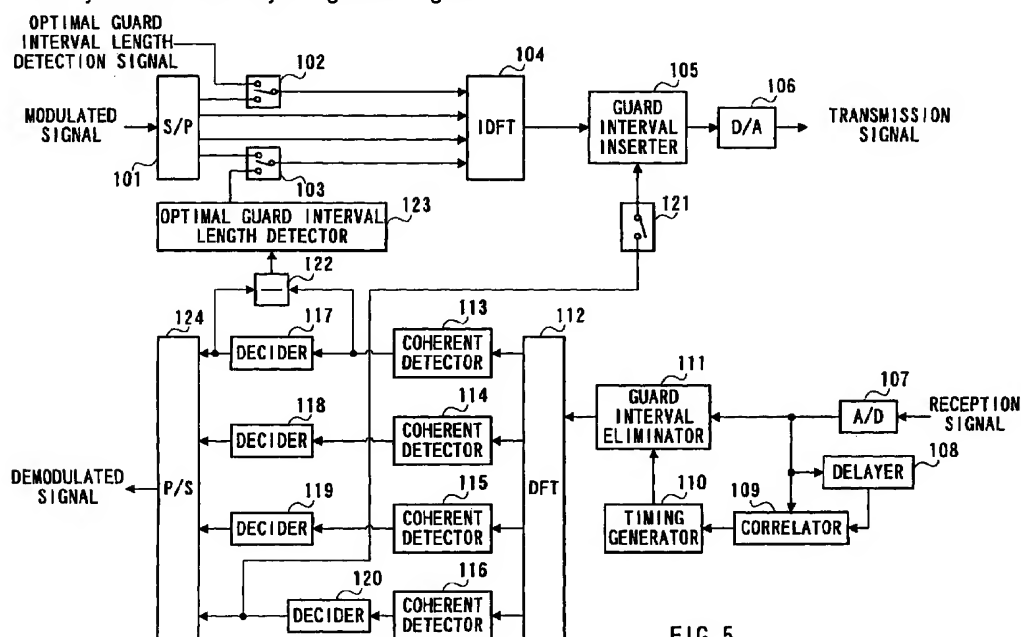 OPTIMAL GUARD
INTERVAL LENGTH
DETECTION SIGNAL
102
104
105
106
MODULATED
SIGNAL
S/P
101
103
IDFT
GUARD
INTERVAL
INSERTER
D/A
TRANSMISSION
SIGNAL
OPTIMAL GUARD INTERVAL
LENGTH DETECTOR
123
121
122
124
117
DECIDER
113
COHERENT
DETECTOR
112
111
GUARD
INTERVAL
ELIMINATOR
107
A/D
RECEPTION
SIGNAL
118
DECIDER
114
COHERENT
DETECTOR
DELAYER
108
DEMODULATED
SIGNAL
P/S
119
DECIDER
115
COHERENT
DETECTOR
DFT
110
TIMING
GENERATOR
109
CORRELATOR
120
DECIDER
116
COHERENT
DETECTOR
FIG.5